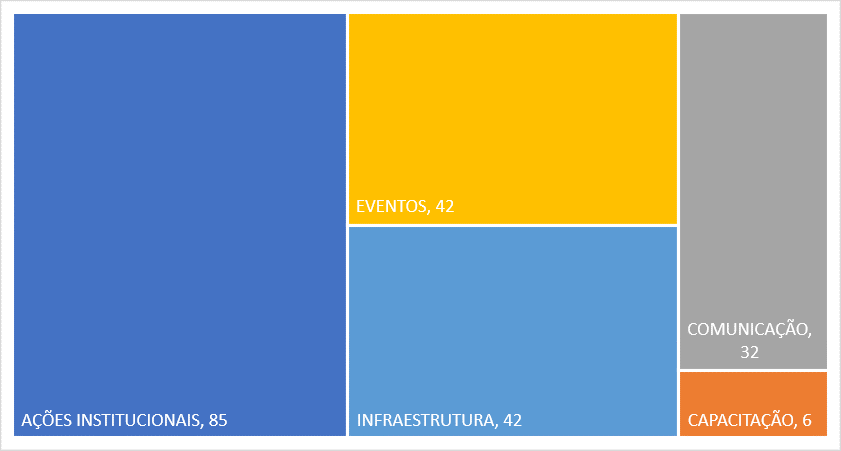 EVENTOS, 42
COMUNICAÇÃO,
32
AÇÕES INSTITUCIONAIS, 85
INFRAESTRUTURA, 42
CAPACITAÇÃO, 6